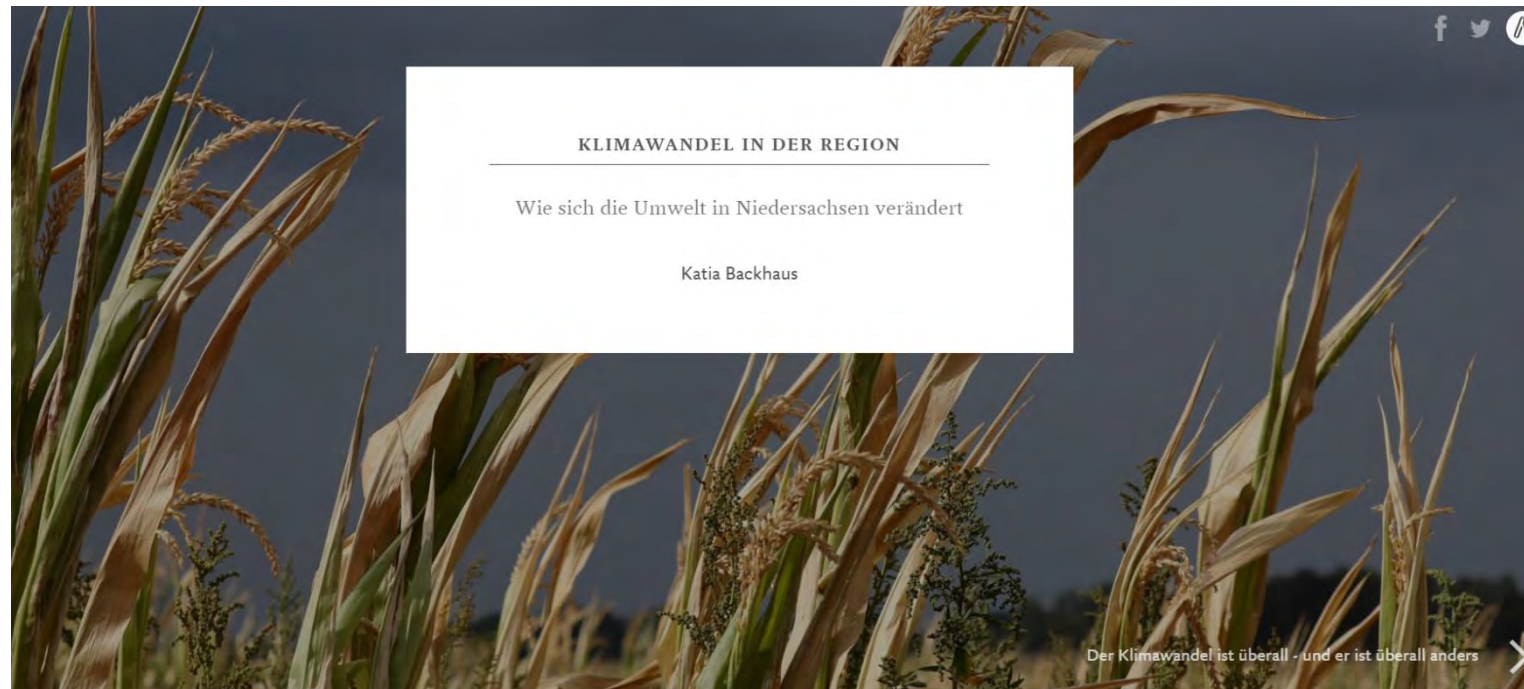 KLIMAWANDEL IN DER REGION
Wie sich die Umwelt in Niedersachsen verändert
Katia Backhaus
Der Klimawandel ist überall - und er ist überall anders